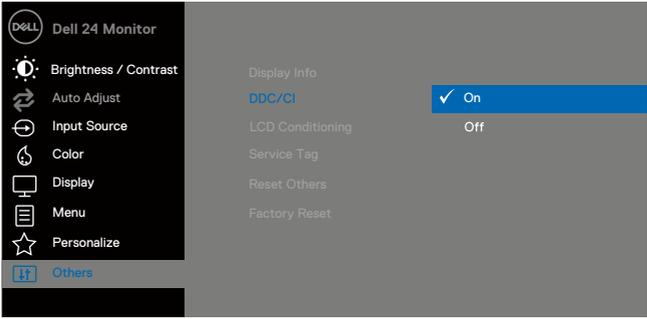 DELL
Dell 24 Monitor
Brightness / Contrast
Auto Adjust
Input Source
Color
Display
Menu
Personalize
Others
Display Info
DDC/CI
LCD Conditioning
Service Tag
Reset Others
Factory Reset
On
Off